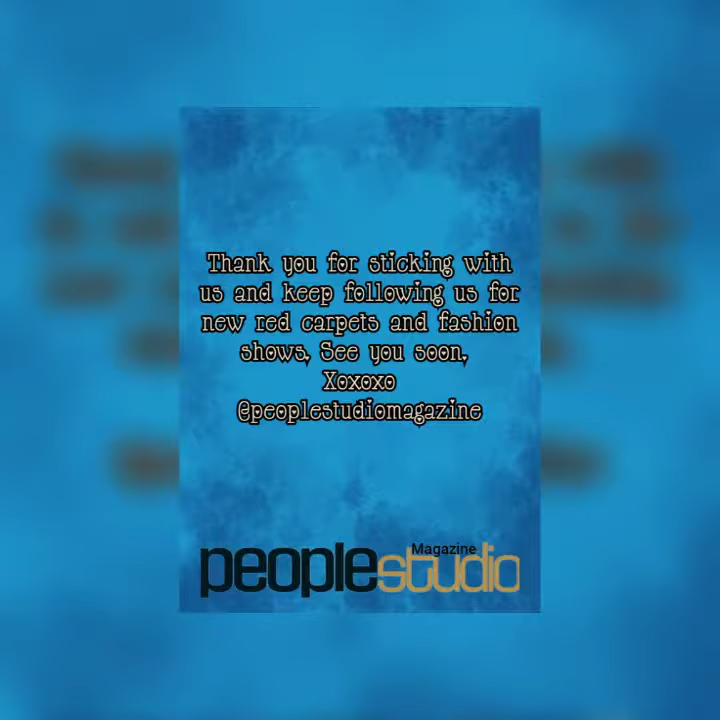 Thank you for sticking with
us and keep following us for
new red carpets and fashion
shows. See you soon,
Xoxoxo
@peoplestudiomagazine
Magazine
peoplestudio